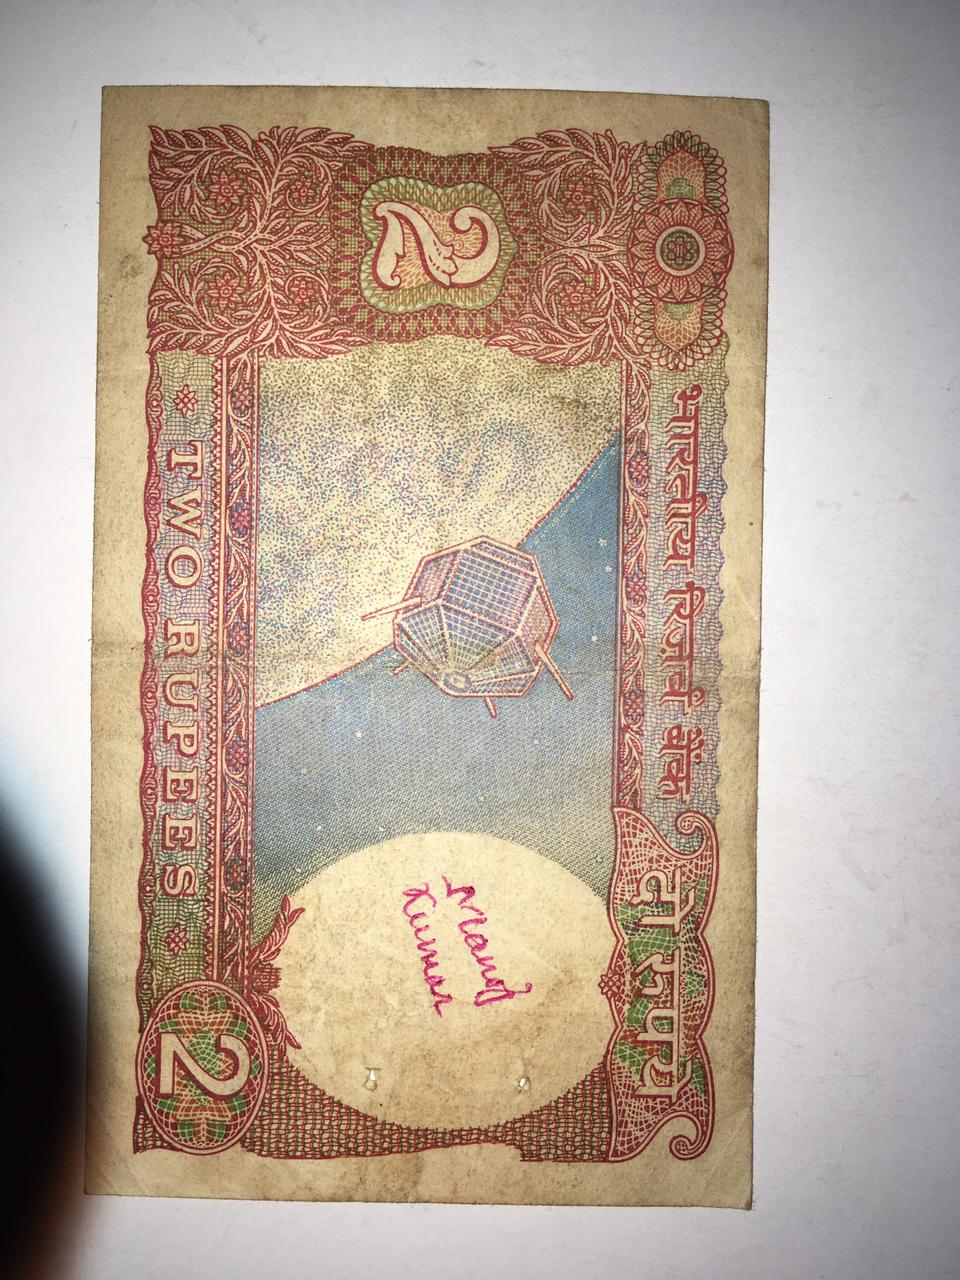 भारतीय रिज़र्व बैंक
दो रुपये
2
Manoj
Kumar
TWO RUPEES
2